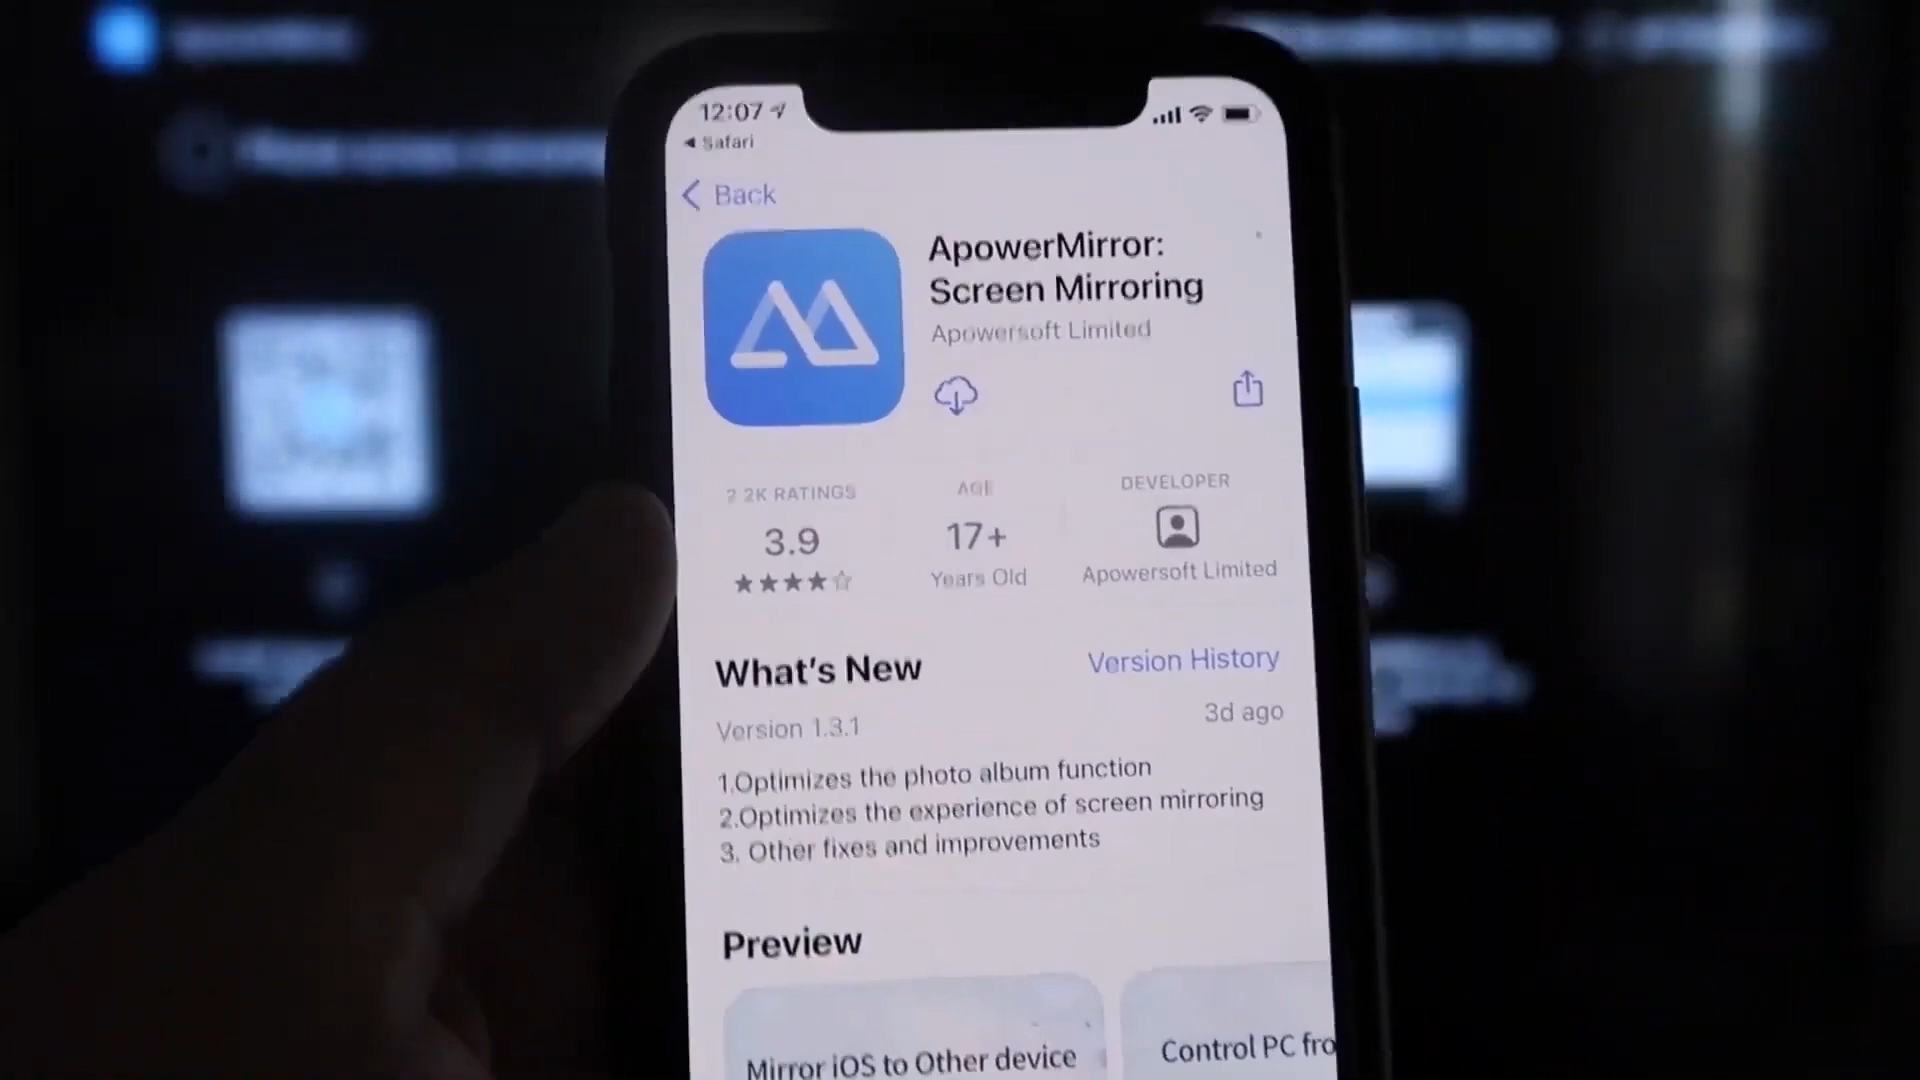 12:07
Safari
Back
ApowerMirror:
Screen Mirroring
Apowersoft Limited
2.2K RATINGS
3.9
AGE
17+
Years Old
DEVELOPER
Apowersoft Limited
What's New
Version History
Version 1.3.1
3d ago
1.Optimizes the photo album function
2.Optimizes the experience of screen mirroring
3. Other fixes and improvements
Preview
Mirror iOS to Other device
Control PC fro